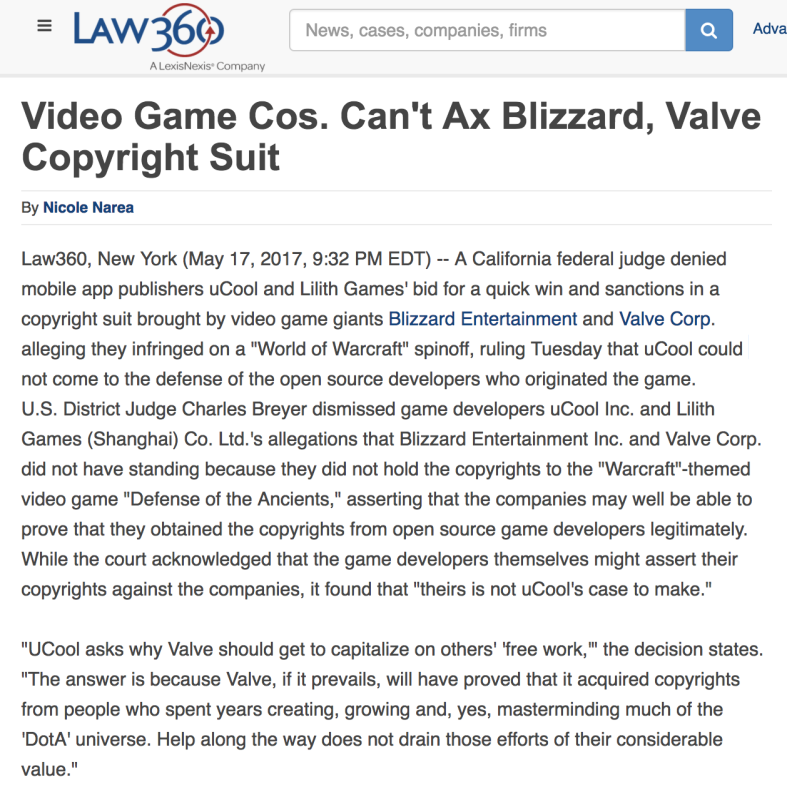 LAW360
A LexisNexis® Company
News, cases, companies, firms
Adva
Video Game Cos. Can't Ax Blizzard, Valve
Copyright Suit
By Nicole Narea
Law360, New York (May 17, 2017, 9:32 PM EDT) -- A California federal judge denied
mobile app publishers uCool and Lilith Games' bid for a quick win and sanctions in a
copyright suit brought by video game giants Blizzard Entertainment and Valve Corp.
alleging they infringed on a "World of Warcraft" spinoff, ruling Tuesday that uCool could
not come to the defense of the open source developers who originated the game.
U.S. District Judge Charles Breyer dismissed game developers uCool Inc. and Lilith
Games (Shanghai) Co. Ltd.'s allegations that Blizzard Entertainment Inc. and Valve Corp.
did not have standing because they did not hold the copyrights to the "Warcraft"-themed
video game "Defense of the Ancients," asserting that the companies may well be able to
prove that they obtained the copyrights from open source game developers legitimately.
While the court acknowledged that the game developers themselves might assert their
copyrights against the companies, it found that "theirs is not uCool's case to make."
"UCool asks why Valve should get to capitalize on others' 'free work,'" the decision states.
"The answer is because Valve, if it prevails, will have proved that it acquired copyrights
from people who spent years creating, growing and, yes, masterminding much of the
'DotA' universe. Help along the way does not drain those efforts of their considerable
value."